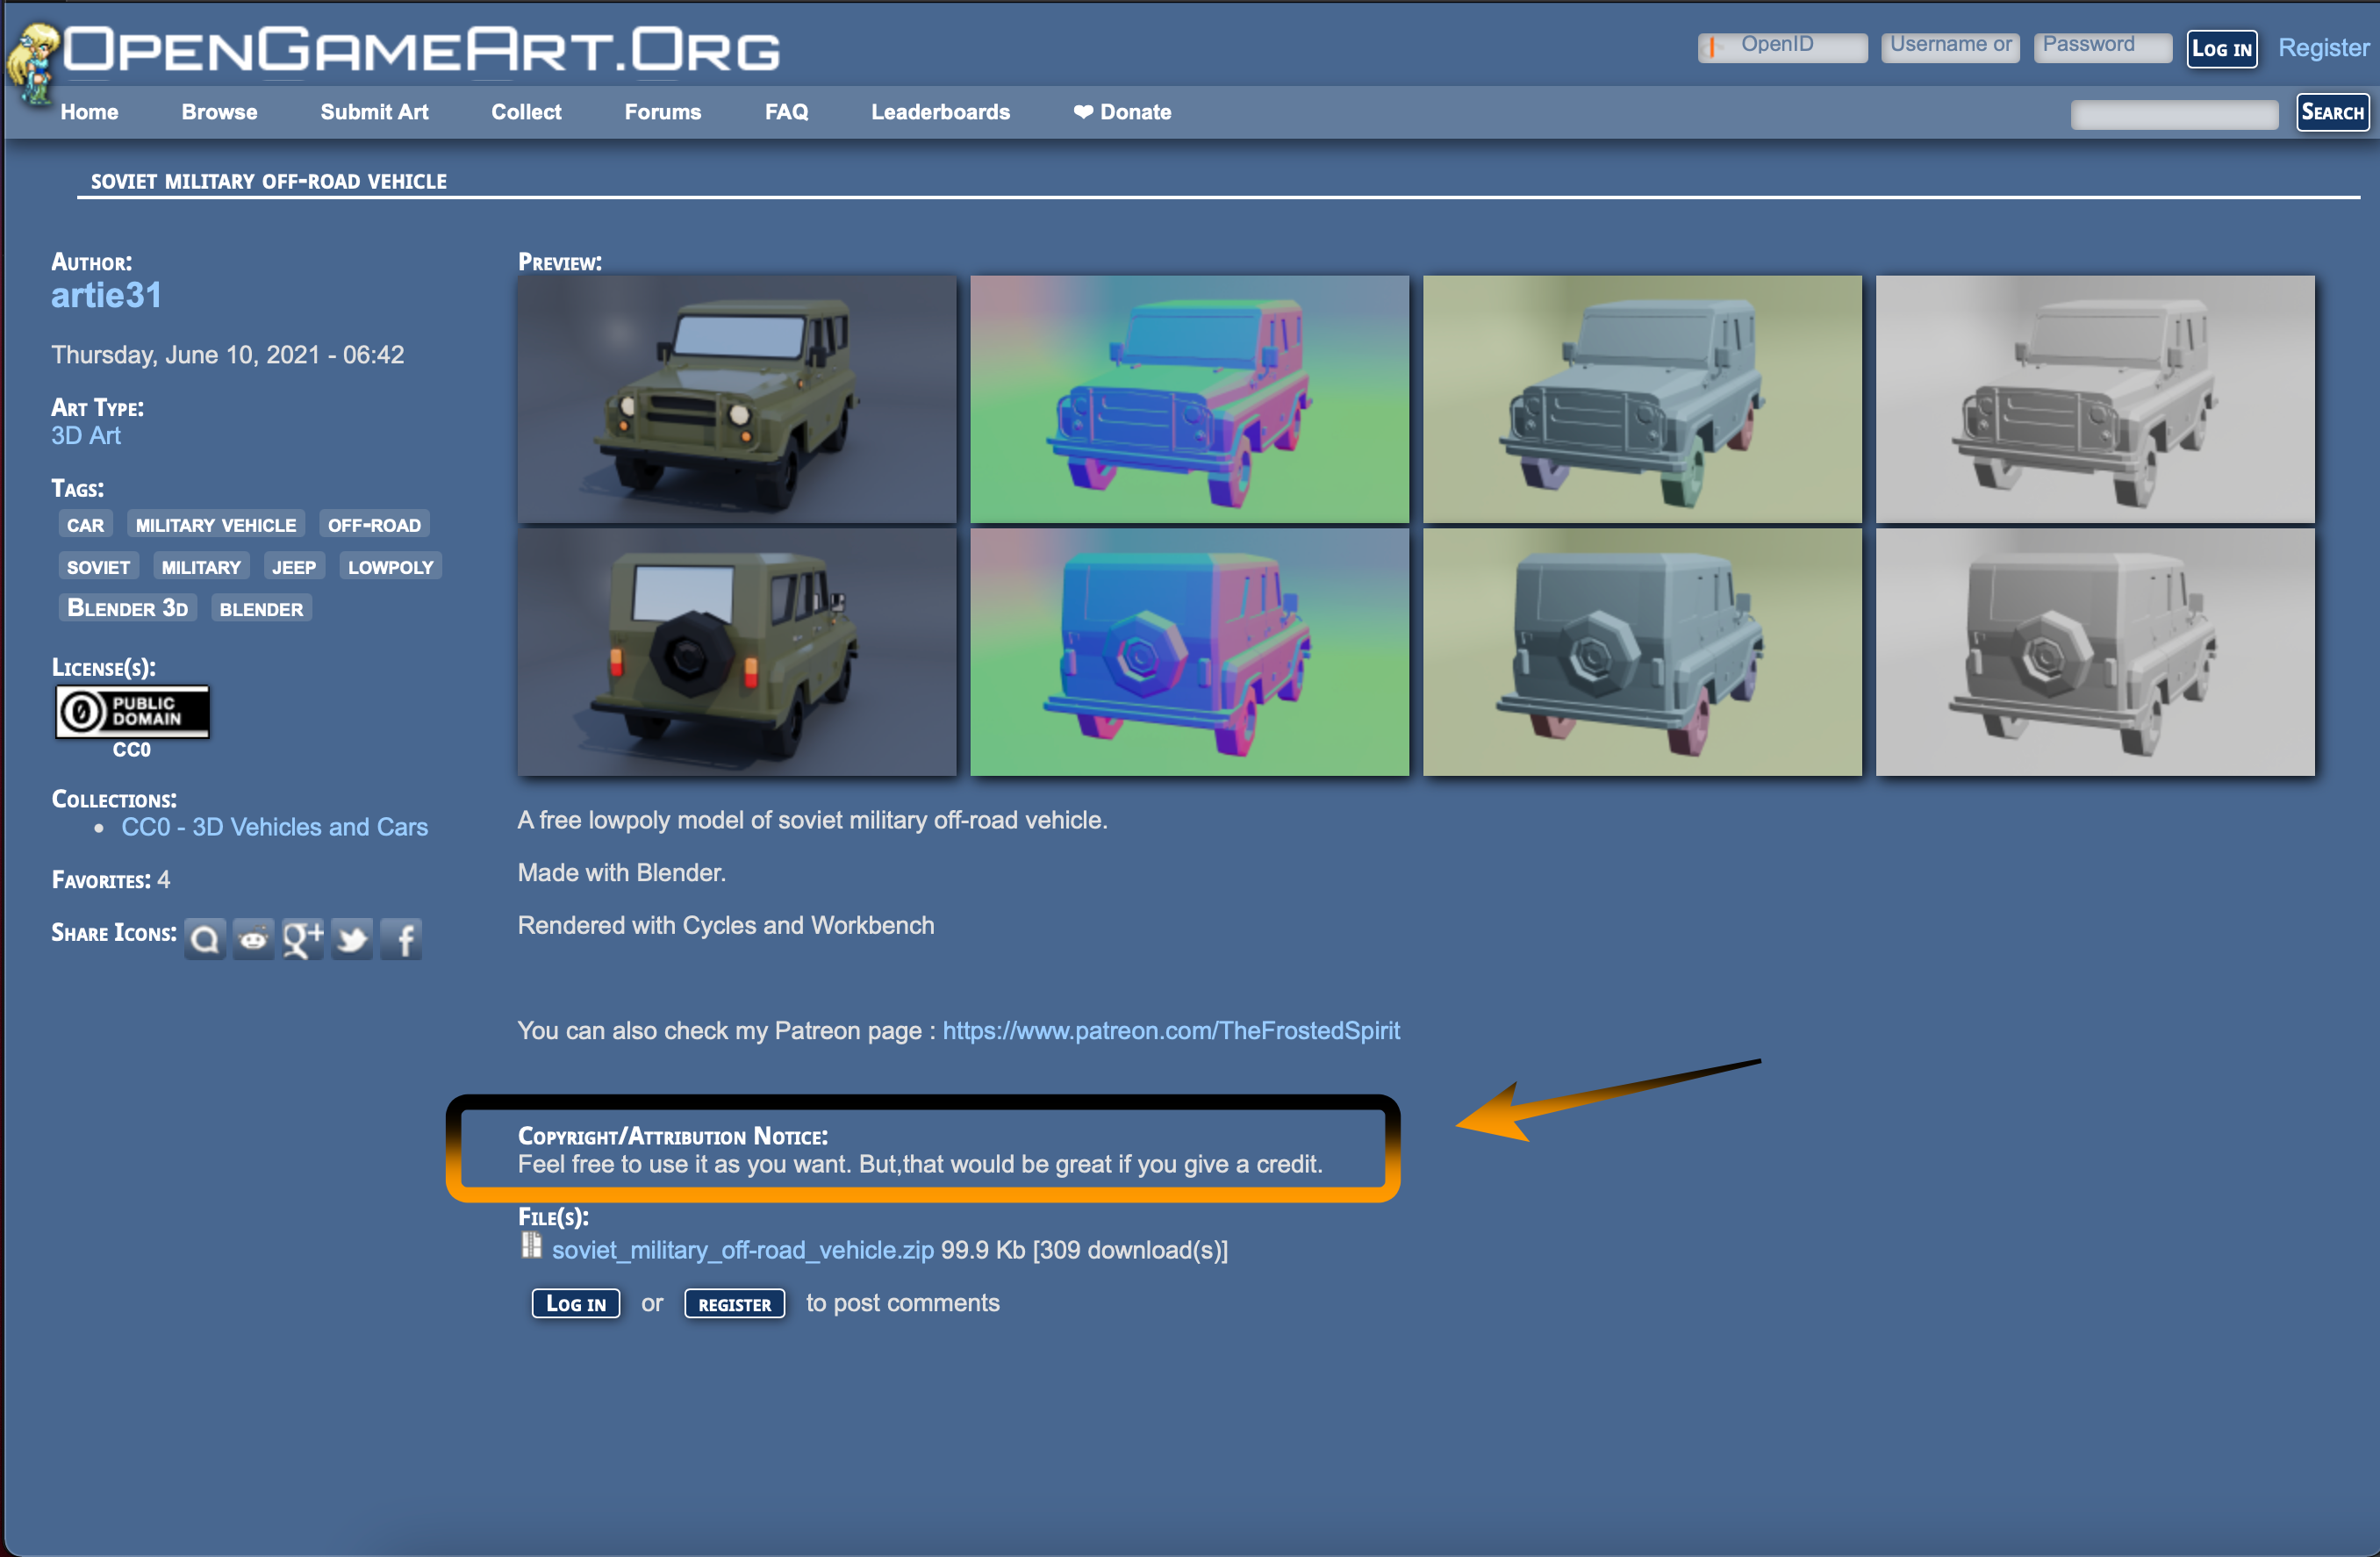 OpenGameArt.Org
OpenID
Username or
Password
Log in
Register
Home
Browse
Submit Art
Collect
Forums
FAQ
Leaderboards
❤ Donate
Search
soviet military off-road vehicle
Author:
artie31
Thursday, June 10, 2021 - 06:42
Art Type:
3D Art
Tags:
car
military vehicle
off-road
soviet
military
jeep
lowpoly
Blender 3d
blender
License(s):
PUBLIC
DOMAIN
CC0
Collections:
• CC0 - 3D Vehicles and Cars
Favorites: 4
Share Icons:
Preview:
A free lowpoly model of soviet military off-road vehicle.
Made with Blender.
Rendered with Cycles and Workbench
You can also check my Patreon page : https://www.patreon.com/TheFrostedSpirit
Copyright/Attribution Notice:
Feel free to use it as you want. But,that would be great if you give a credit.
File(s):
soviet_military_off-road_vehicle.zip 99.9 Kb [309 download(s)]
Log in or register to post comments